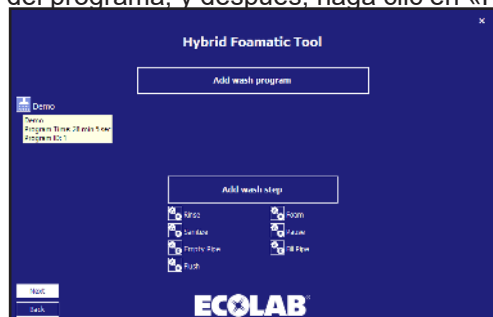 del programa, y después, haga clic en «
×
Hybrid Foamatic Tool
Add wash program
Demo
Demo
Program Time: 28 min 5 sec
Program ID: 1
Add wash step
Rinse
Foam
Sanitize
Pause
Empty Pipe
Fill Pipe
Flush
Next
Back
ECOLAB®